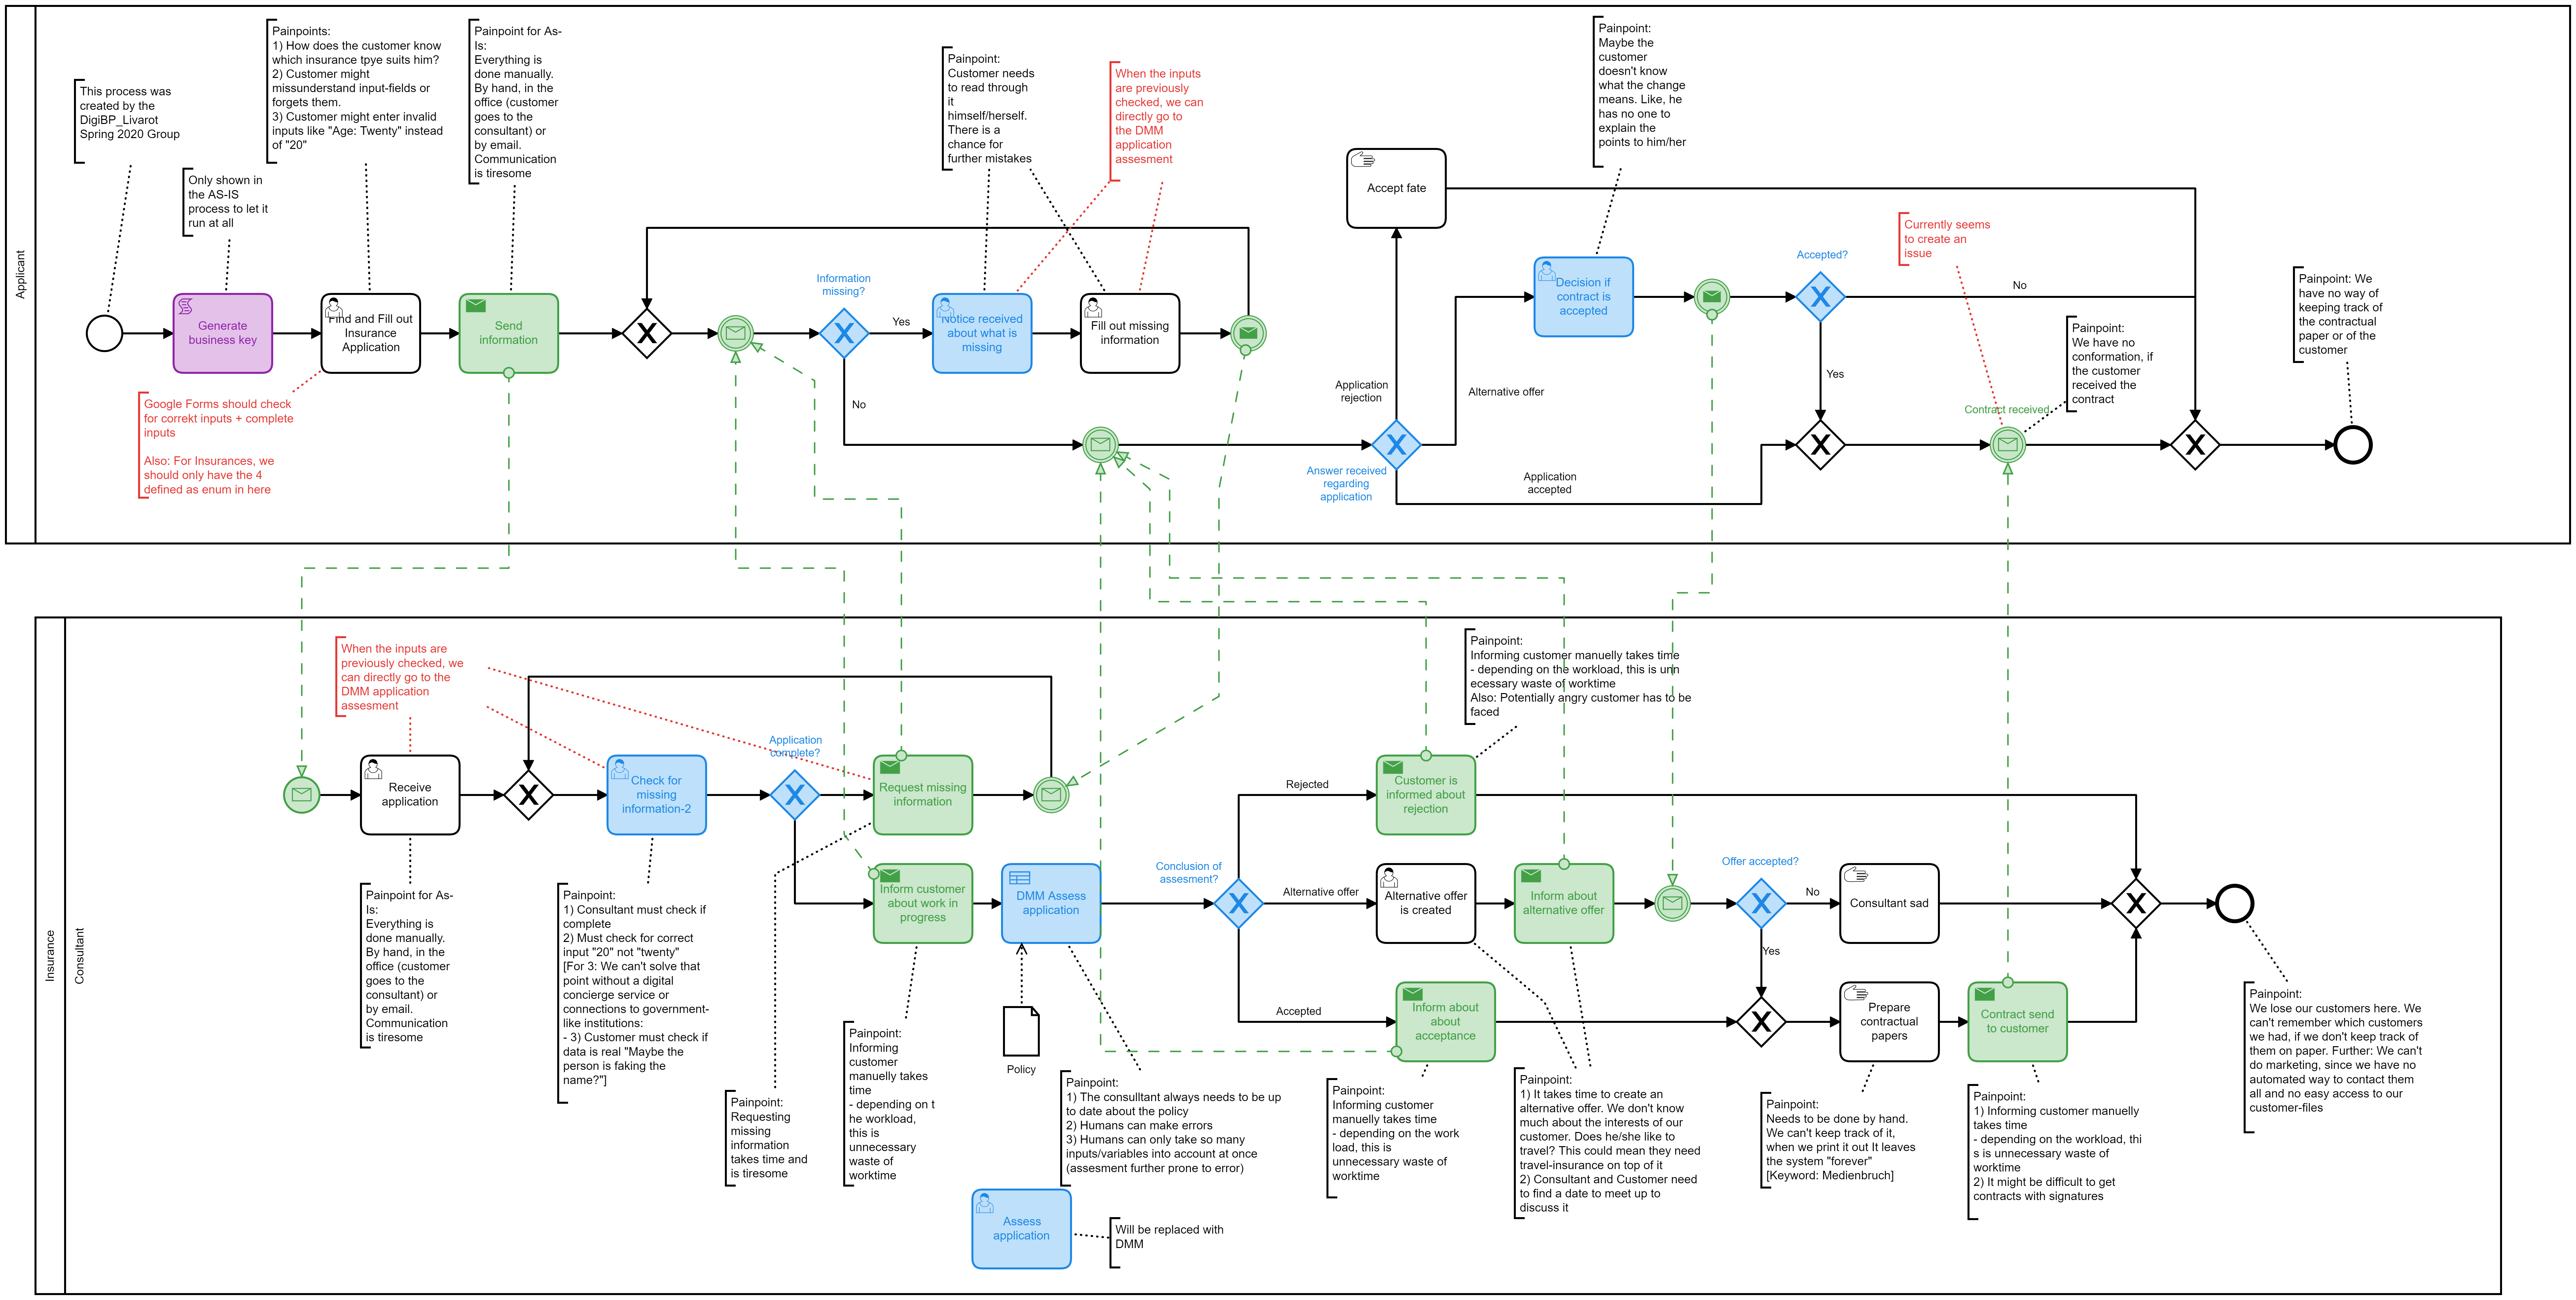 Applicant
This process was
created by the
DigiBP_Livarot
Spring 2020 Group
Only shown in
the AS-IS
process to let it
run at all
Painpoints:
1) How does the customer know
which insurance tpye suits him?
2) Customer might
missunderstand input-fields or
forgets them.
3) Customer might enter invalid
inputs like "Age: Twenty" instead
of "20"
Painpoint for As-
Is:
Everything is
done manually.
By hand, in the
office (customer
goes to the
consultant) or
by email.
Communication
is tiresome
Painpoint:
Customer needs
to read through
it
himself/herself.
There is a
chance for
further mistakes
When the inputs
are previously
checked, we can
directly go to
the DMM
application
assesment
Painpoint:
Maybe the
customer
doesn't know
what the change
means. Like, he
has no one to
explain the
points to him/her
Accept fate
Currently seems
to create an
issue
Painpoint: We
have no way of
keeping track of
the contractual
paper or of the
customer
Painpoint:
We have no
conformation, if
the customer
received the
contract
Generate
business key
Find and Fill out
Insurance
Application
Send
information
Information
missing?
Yes
No
Notice received
about what is
missing
Fill out missing
information
Application
rejection
Alternative offer
Application
accepted
Answer received
regarding
application
Decision if
contract is
accepted
Accepted?
No
Yes
Contract received
Google Forms should check
for correkt inputs + complete
inputs
Also: For Insurances, we
should only have the 4
defined as enum in here
Insurance
Consultant
When the inputs are
previously checked, we
can directly go to the
DMM application
assesment
Receive
application
Check for
missing
information-2
Application
complete?
Request missing
information
Inform customer
about work in
progress
DMM Assess
application
Policy
Conclusion of
assesment?
Rejected
Alternative offer
Accepted
Customer is
informed about
rejection
Painpoint:
Informing customer manuelly takes time
- depending on the workload, this is unn
ecessary waste of worktime
Also: Potentially angry customer has to be
faced
Alternative offer
is created
Inform about
alternative offer
Offer accepted?
No
Yes
Consultant sad
Inform about
about
acceptance
Prepare
contractual
papers
Contract send
to customer
Painpoint for As-
Is:
Everything is
done manually.
By hand, in the
office (customer
goes to the
consultant) or
by email.
Communication
is tiresome
Painpoint:
1) Consultant must check if
complete
2) Must check for correct
input "20" not "twenty"
[For 3: We can't solve that
point without a digital
concierge service or
connections to government-
like institutions:
- 3) Customer must check if
data is real "Maybe the
person is faking the
name?"]
Painpoint:
Requesting
missing
information
takes time and
is tiresome
Painpoint:
Informing
customer
manuelly takes
time
- depending on t
he workload,
this is
unnecessary
waste of
worktime
Painpoint:
1) The consulltant always needs to be up
to date about the policy
2) Humans can make errors
3) Humans can only take so many
inputs/variables into account at once
(assesment further prone to error)
Assess
application
Will be replaced with
DMM
Painpoint:
Informing customer
manually takes time
- depending on the work
load, this is
unnecessary waste of
worktime
Painpoint:
1) It takes time to create an
alternative offer. We don't know
much about the interests of our
customer. Does he/she like to
travel? This could mean they need
travel-insurance on top of it
2) Consultant and Customer need
to find a date to meet up to
discuss it
Painpoint:
Needs to be done by hand.
We can't keep track of it,
when we print it out It leaves
the system "forever"
[Keyword: Medienbruch]
Painpoint:
1) Informing customer manually
takes time
- depending on the workload, thi
s is unnecessary waste of
worktime
2) It might be difficult to get
contracts with signatures
Painpoint:
We lose our customers here. We
can't remember which customers
we had, if we don't keep track of
them on paper. Further: We can't
do marketing, since we have no
automated way to contact them
all and no easy access to our
customer-files